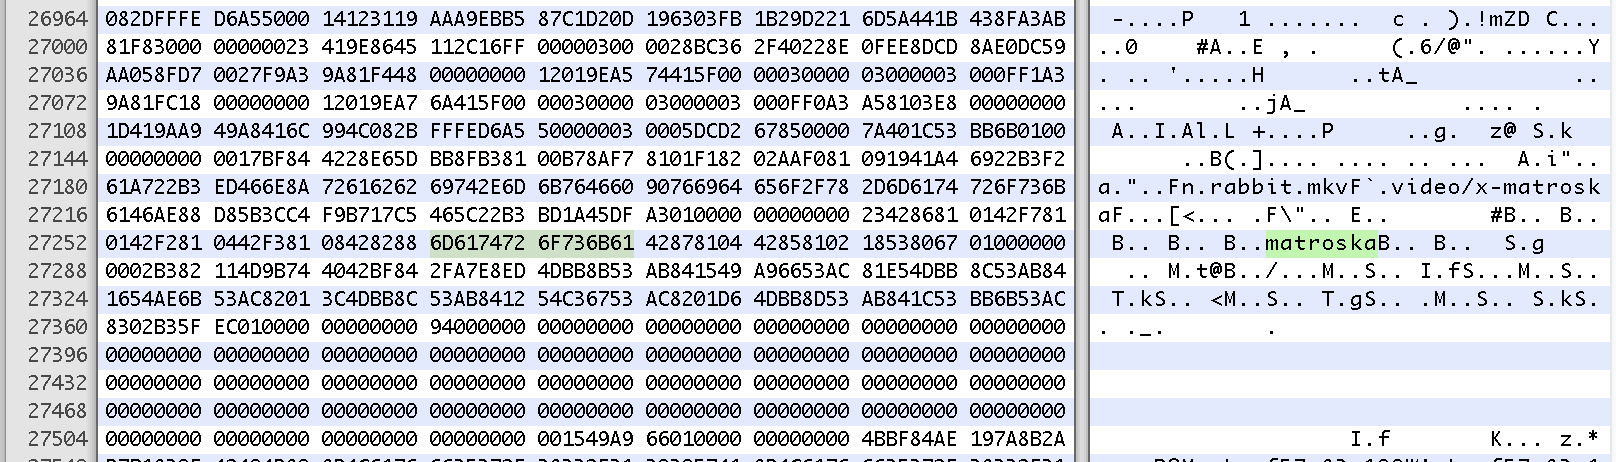 26964 082DFFFE D6A55000 14123119 AAA9EBB5 87C1D20D 196303FB 1B29D221 6D5A441B 438FA3AB -....P 1 ....... c . ).!mZD C...
27000 81F83000 00000023 419E8645 112C16FF 00000300 0028BC36 2F40228E 0FEE8DCD 8AE0DC59 ..0 #A..E , . (.6/@". ......Y
27036 AA058FD7 0027F9A3 9A81F448 00000000 12019EA5 74415F00 00030000 03000003 000FF1A3 . .. '.....H ..tA_ ..
27072 9A81FC18 00000000 12019EA7 6A415F00 00030000 03000003 000FF0A3 A58103E8 00000000 ... ..jA_ .... .
27108 1D419AA9 49A8416C 994C082B FFFED6A5 50000003 0005DCD2 67850000 7A401C53 BB6B0100 A..I.Al.L +....P ..g. z@ S.k
27144 00000000 0017BF84 4228E65D BB8FB381 00B78AF7 8101F182 02AAF081 091941A4 6922B3F2 ..B(.].... .... .. ... A.i"..
27180 61A722B3 ED466E8A 72616262 69742E6D 6B764660 90766964 656F2F78 2D6D6174 726F736B a."..Fn.rabbit.mkvF`.video/x-matrosk
27216 6146AE88 D85B3CC4 F9B717C5 465C22B3 BD1A45DF A3010000 00000000 23428681 0142F781 aF...[<... .F\".. E.. #B.. B..
27252 0142F281 0442F381 08428288 6D617472 6F736B61 42878104 42858102 18538067 01000000 B.. B.. B..matroskaB.. B.. S.g
27288 0002B382 114D9B74 4042BF84 2FA7E8ED 4DBB8B53 AB841549 A96653AC 81E54DBB 8C53AB84 .. M.t@B../...M..S.. I.fS...M..S..
27324 1654AE6B 53AC8201 3C4DBB8C 53AB8412 54C36753 AC8201D6 4DBB8D53 AB841C53 BB6B53AC T.kS.. <M..S.. T.gS.. .M..S.. S.kS.
27360 8302B35F EC010000 00000000 94000000 00000000 00000000 00000000 00000000 00000000 . ._. .
27396 00000000 00000000 00000000 00000000 00000000 00000000 00000000 00000000 00000000
27432 00000000 00000000 00000000 00000000 00000000 00000000 00000000 00000000 00000000
27468 00000000 00000000 00000000 00000000 00000000 00000000 00000000 00000000 00000000
27504 00000000 00000000 00000000 00000000 001549A9 66010000 00000000 4BBF84AE 197A8B2A I.f K... z.*